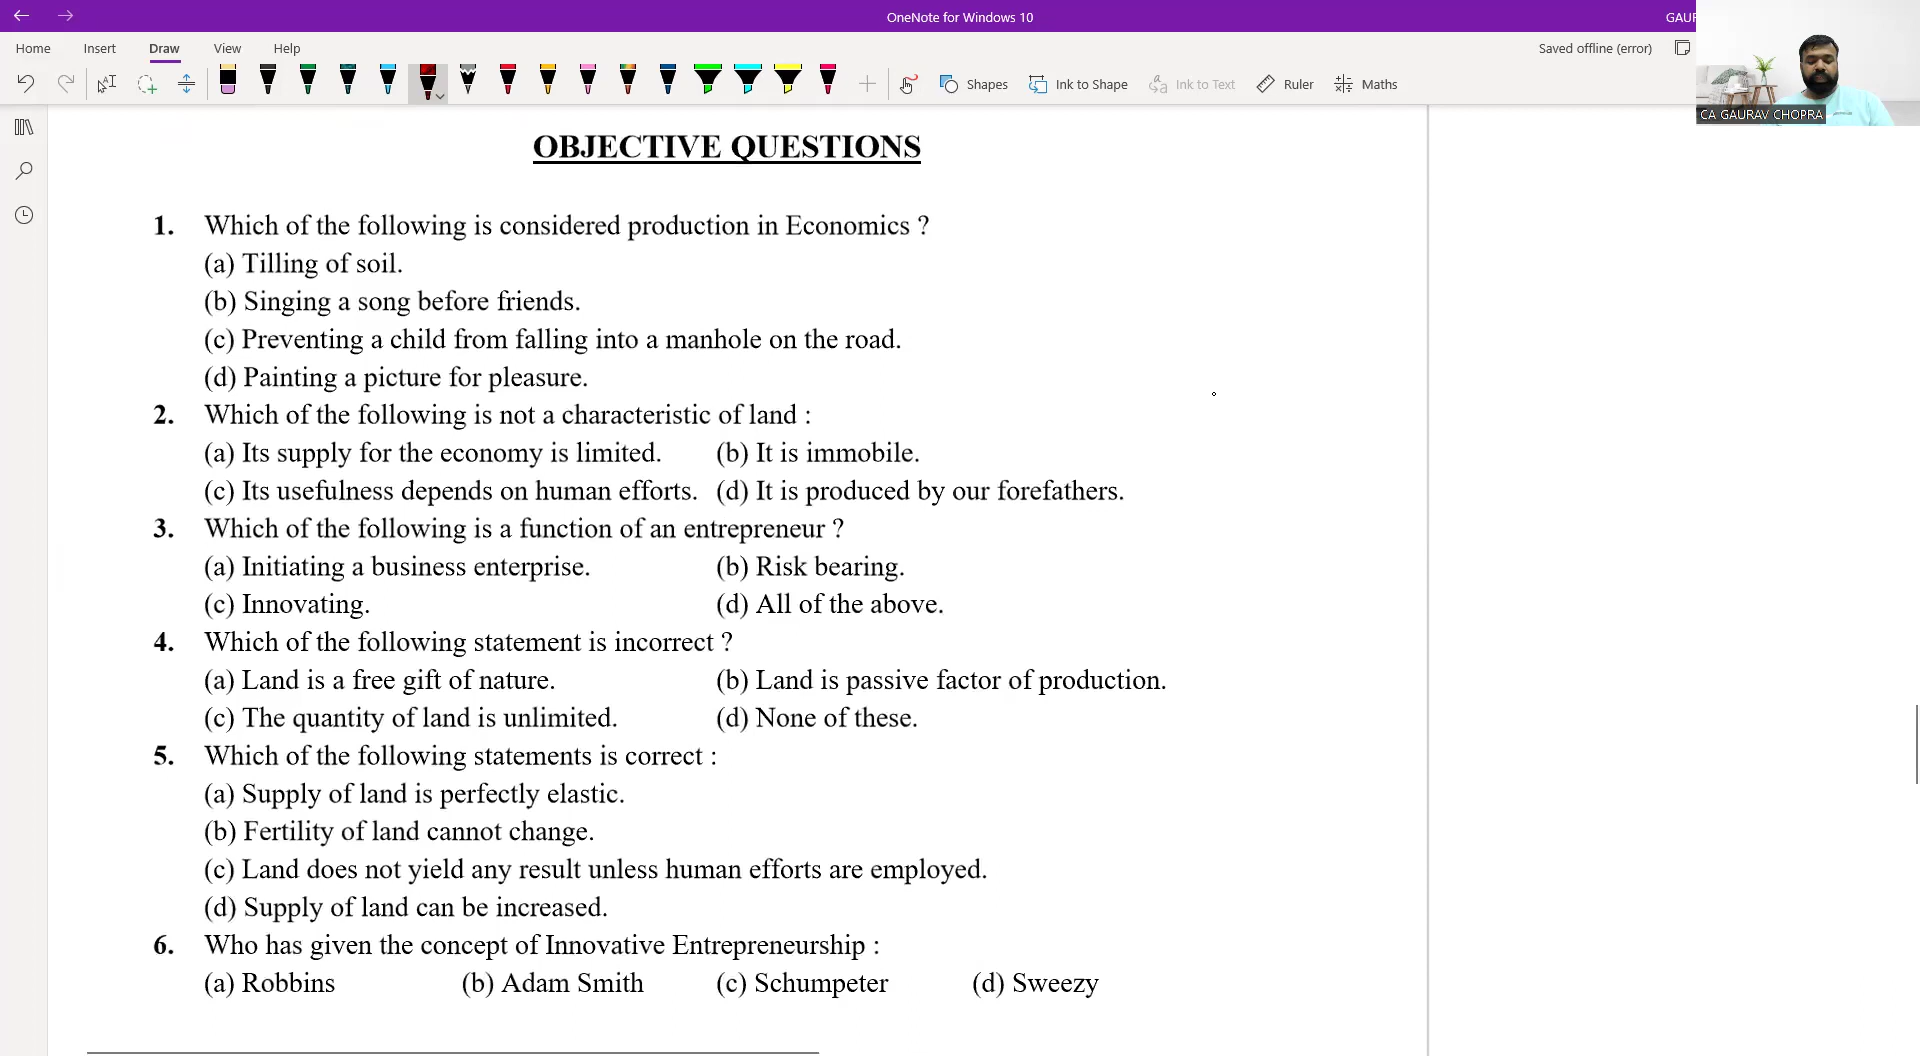 OneNote for Windows 10
GAUR
Home Insert Draw View Help
Saved offline (error)
Shapes Ink to Shape Ink to Text Ruler Maths
CA GAURAV CHOPRA
OBJECTIVE QUESTIONS
1. Which of the following is considered production in Economics ?
(a) Tilling of soil.
(b) Singing a song before friends.
(c) Preventing a child from falling into a manhole on the road.
(d) Painting a picture for pleasure.
2. Which of the following is not a characteristic of land :
(a) Its supply for the economy is limited. (b) It is immobile.
(c) Its usefulness depends on human efforts. (d) It is produced by our forefathers.
3. Which of the following is a function of an entrepreneur ?
(a) Initiating a business enterprise. (b) Risk bearing.
(c) Innovating. (d) All of the above.
4. Which of the following statement is incorrect ?
(a) Land is a free gift of nature. (b) Land is passive factor of production.
(c) The quantity of land is unlimited. (d) None of these.
5. Which of the following statements is correct :
(a) Supply of land is perfectly elastic.
(b) Fertility of land cannot change.
(c) Land does not yield any result unless human efforts are employed.
(d) Supply of land can be increased.
6. Who has given the concept of Innovative Entrepreneurship :
(a) Robbins (b) Adam Smith (c) Schumpeter (d) Sweezy